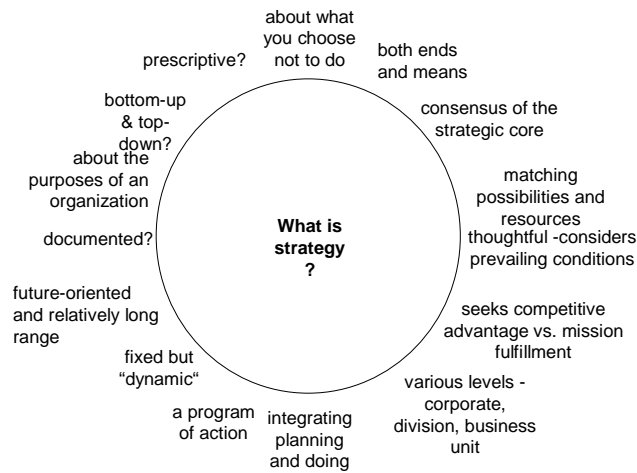 about what
you choose
not to do
both ends
and means
consensus of the
strategic core
matching
possibilities and
resources
thoughtful -considers
prevailing conditions
seeks competitive
advantage vs. mission
fulfillment
various levels -
corporate,
division, business
unit
integrating
planning
and doing
a program
of action
fixed but
“dynamic“
future-oriented
and relatively long
range
documented?
about the
purposes of an
organization
bottom-up
& top-
down?
prescriptive?
What is
strategy
?